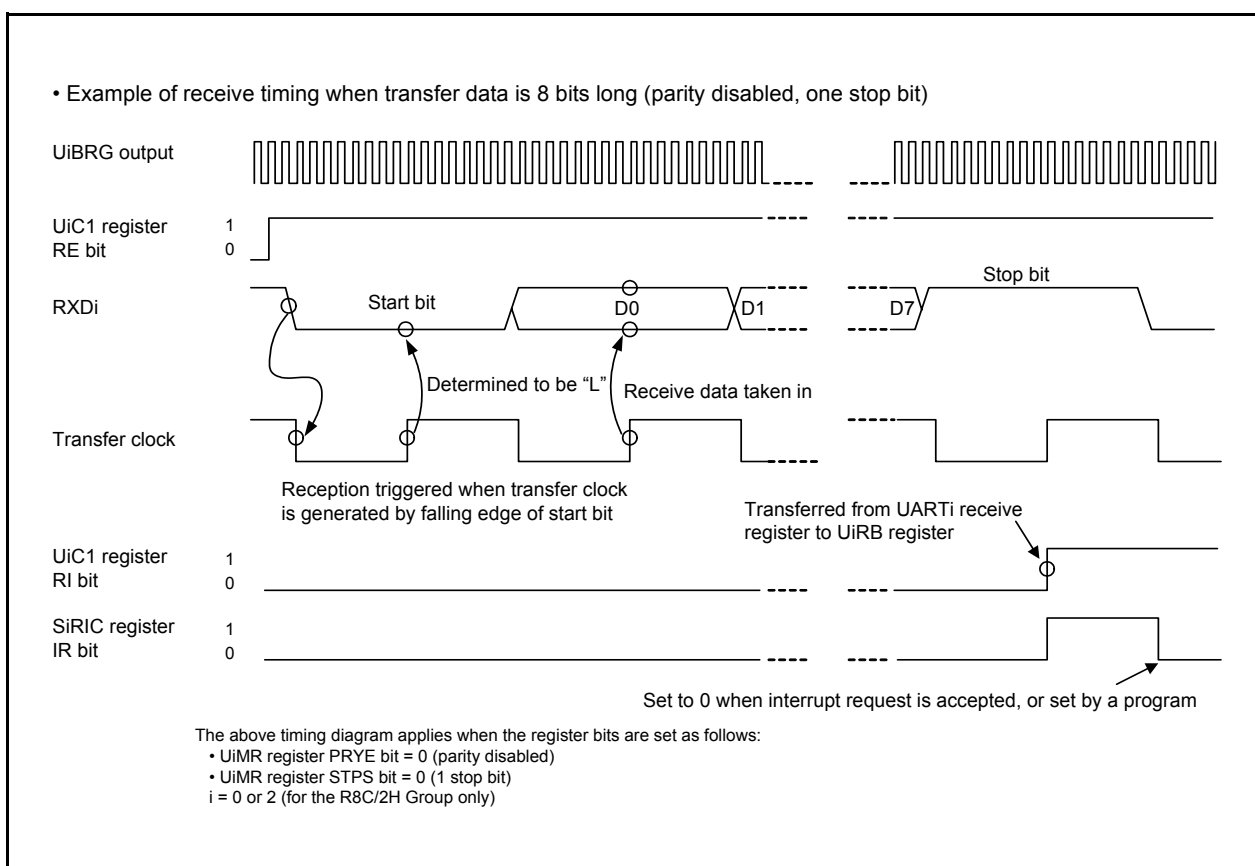 • Example of receive timing when transfer data is 8 bits long (parity disabled, one stop bit)
UiBRG output
UiC1 register
RE bit
1
0
RXDi
Start bit
D0
D1
D7
Stop bit
Determined to be “L”
Receive data taken in
Transfer clock
Reception triggered when transfer clock
is generated by falling edge of start bit
Transferred from UARTi receive
register to UiRB register
UiC1 register
RI bit
1
0
SiRIC register
IR bit
1
0
Set to 0 when interrupt request is accepted, or set by a program
The above timing diagram applies when the register bits are set as follows:
• UiMR register PRYE bit = 0 (parity disabled)
• UiMR register STPS bit = 0 (1 stop bit)
i = 0 or 2 (for the R8C/2H Group only)